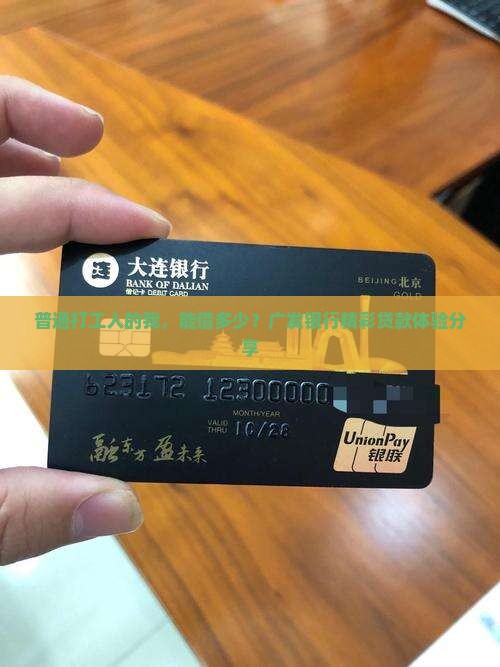 大连银行
BANK OF DALIAN
借记卡 DEBIT CARD
BEIJING 北京
GOLD
普通打工人的我，能借多少？广发银行精彩贷款体验分
享
MONTH/YEAR
VALID
THRU 10/28
融东方 盈未来
UnionPay
银联